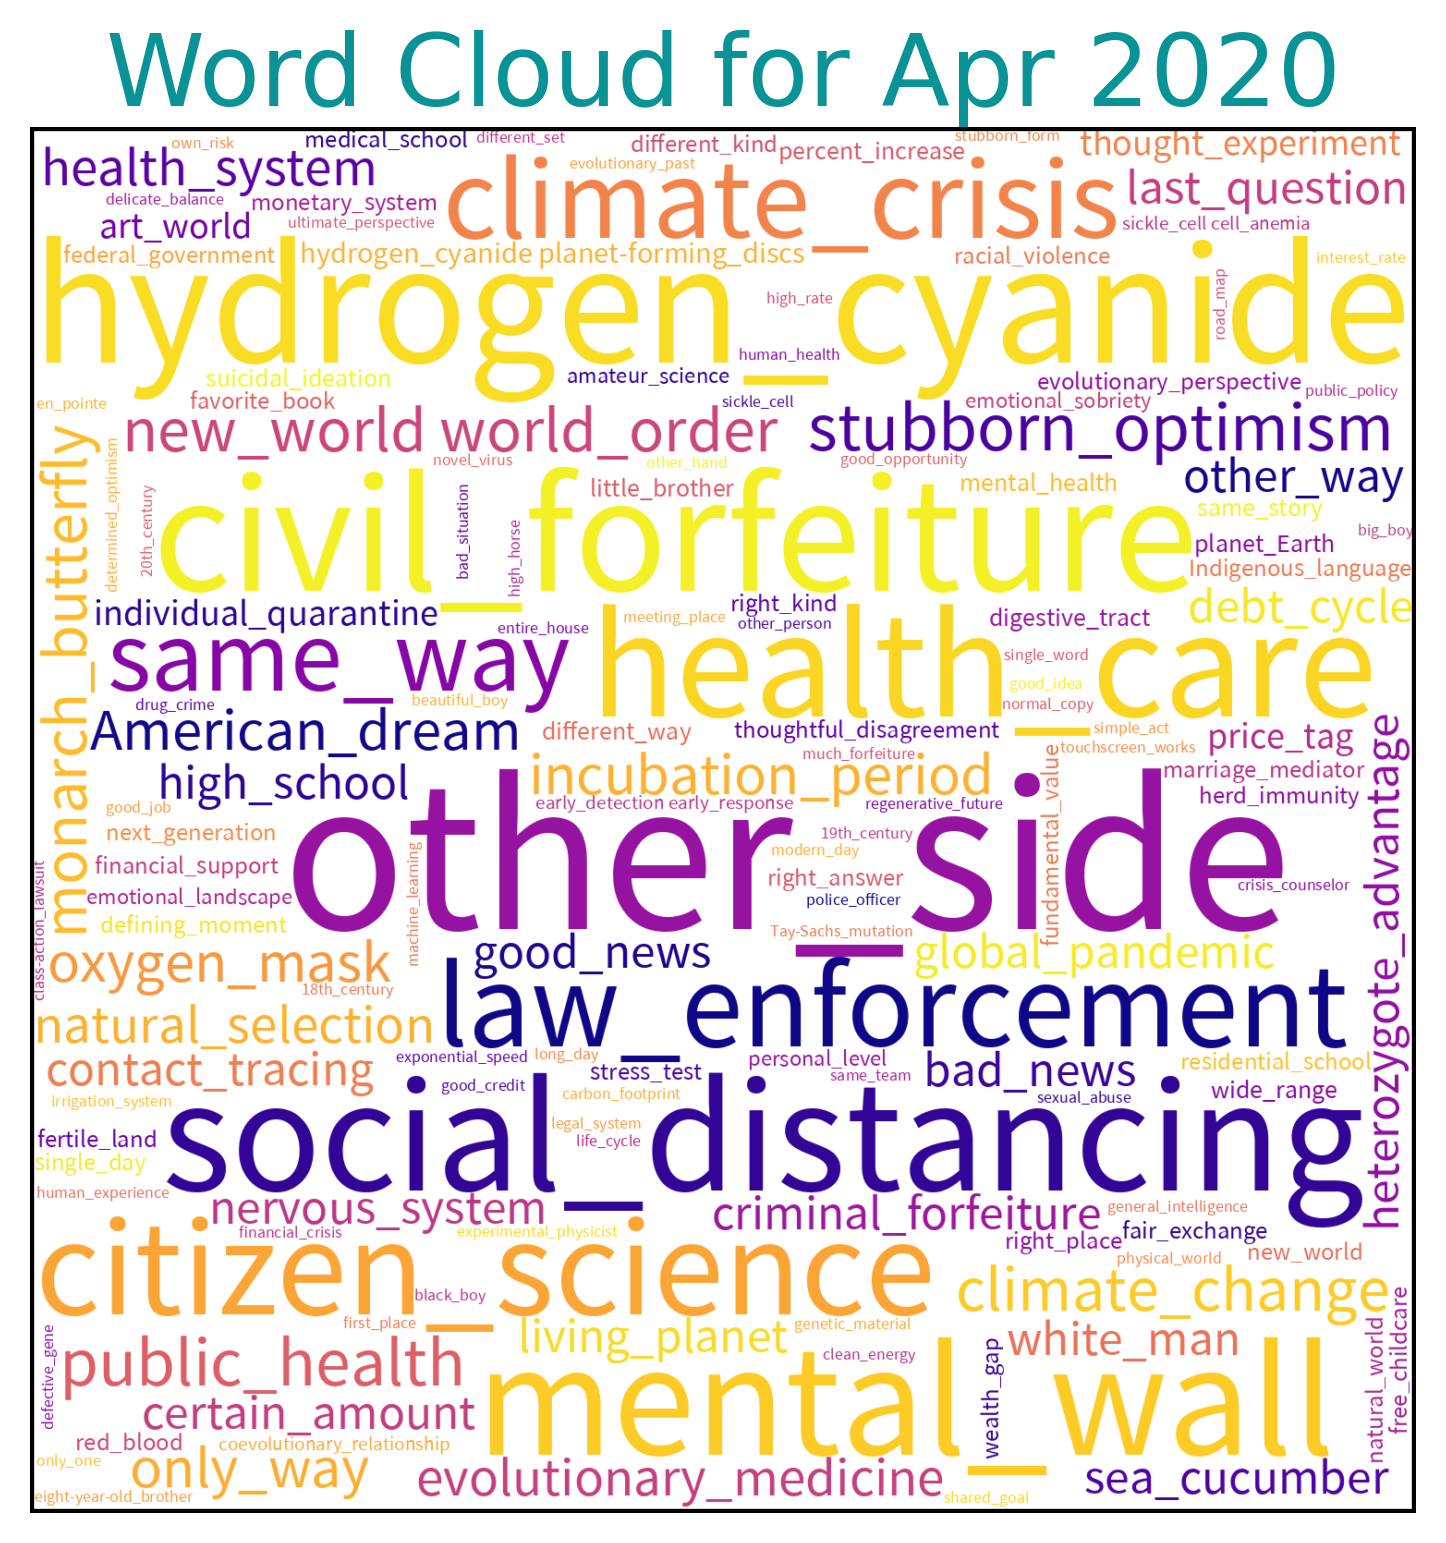 Word Cloud for Apr 2020
own_risk
medical_school
different_set
different_kind
percent_increase
stubborn_form
thought_experiment
health_system
evolutionary_past
climate_crisis
last_question
delicate_balance
monetary_system
art_world
ultimate_perspective
sickle_cell cell_anemia
federal_government
hydrogen_cyanide planet-forming_discs
racial_violence
interest_rate
hydrogen_cyanide
high_rate
road_map
human_health
suicidal_ideation
amateur_science
evolutionary_perspective
public_policy
en_pointe
favorite_book
sickle_cell
emotional_sobriety
new_world world_order
stubborn_optimism
monarch_butterfly
determined_optimism
novel_virus
other_hand
good_opportunity
other_way
20th_century
civil_forfeiture
bad_situation
high_horse
little_brother
mental_health
same_story
big_boy
planet_Earth
Indigenous_language
individual_quarantine
right_kind
debt_cycle
entire_house
meeting_place
other_person
digestive_tract
same_way
health_care
single_word
good_idea
drug_crime
beautiful_boy
normal_copy
American_dream
different_way
thoughtful_disagreement
simple_act
price_tag
touchscreen_works
much_forfeiture
high_school
incubation_period
fundamental_value
marriage_mediator
heterozygote_advantage
good_job
early_detection early_response
regenerative_future
herd_immunity
other_side
next_generation
19th_century
machine_learning
modern_day
class-action_lawsuit
financial_support
right_answer
crisis_counselor
emotional_landscape
police_officer
defining_moment
Tay-Sachs_mutation
good_news
global_pandemic
oxygen_mask
18th_century
law_enforcement
natural_selection
exponential_speed
long_day
personal_level
bad_news
residential_school
contact_tracing
stress_test
same_team
good_credit
carbon_footprint
sexual_abuse
wide_range
irrigation_system
social_distancing
legal_system
life_cycle
fertile_land
single_day
human_experience
nervous_system
criminal_forfeiture
general_intelligence
financial_crisis
experimental_physicist
right_place
fair_exchange
new_world
physical_world
citizen_science
climate_change
black_boy
first_place
living_planet
genetic_material
white_man
natural_world
free_childcare
defective_gene
public_health
clean_energy
wealth_gap
mental_wall
certain_amount
red_blood
coevolutionary_relationship
only_one
only_way
evolutionary_medicine
sea_cucumber
eight-year-old_brother
shared_goal